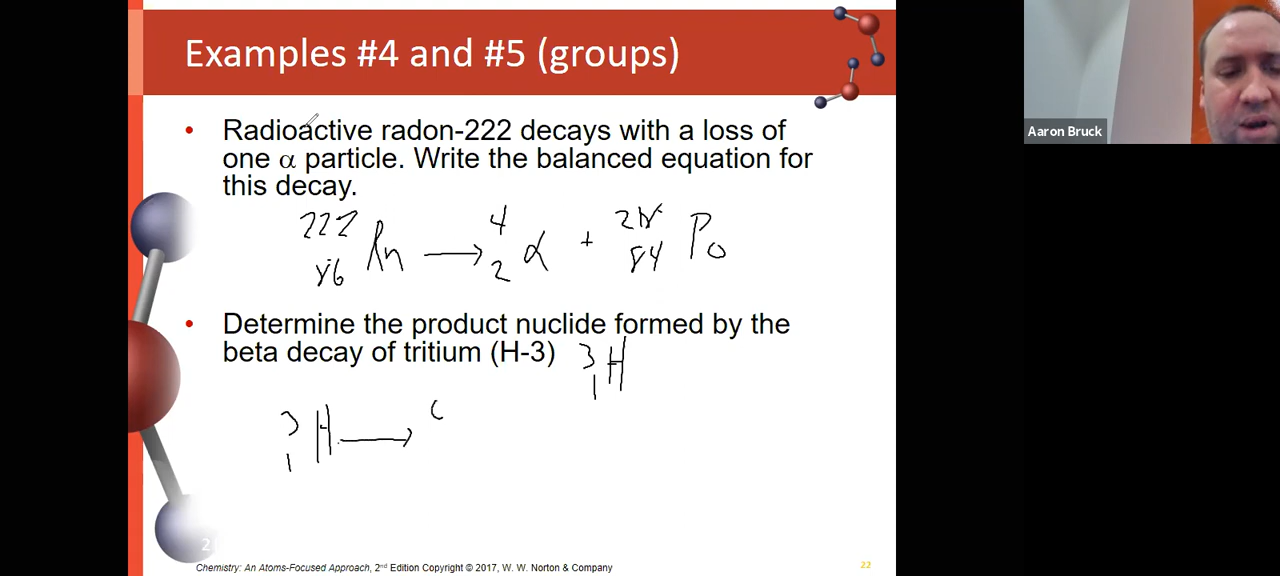 Examples #4 and #5 (groups)
Aaron Bruck
• Radioactive radon-222 decays with a loss of
one α particle. Write the balanced equation for
this decay.
222 4 218
Rn → α + Po
86 2 84
• Determine the product nuclide formed by the
beta decay of tritium (H-3) 3
1 H
3
H →
1
2
Chemistry: An Atoms-Focused Approach, 2nd Edition Copyright © 2017, W. W. Norton & Company
22